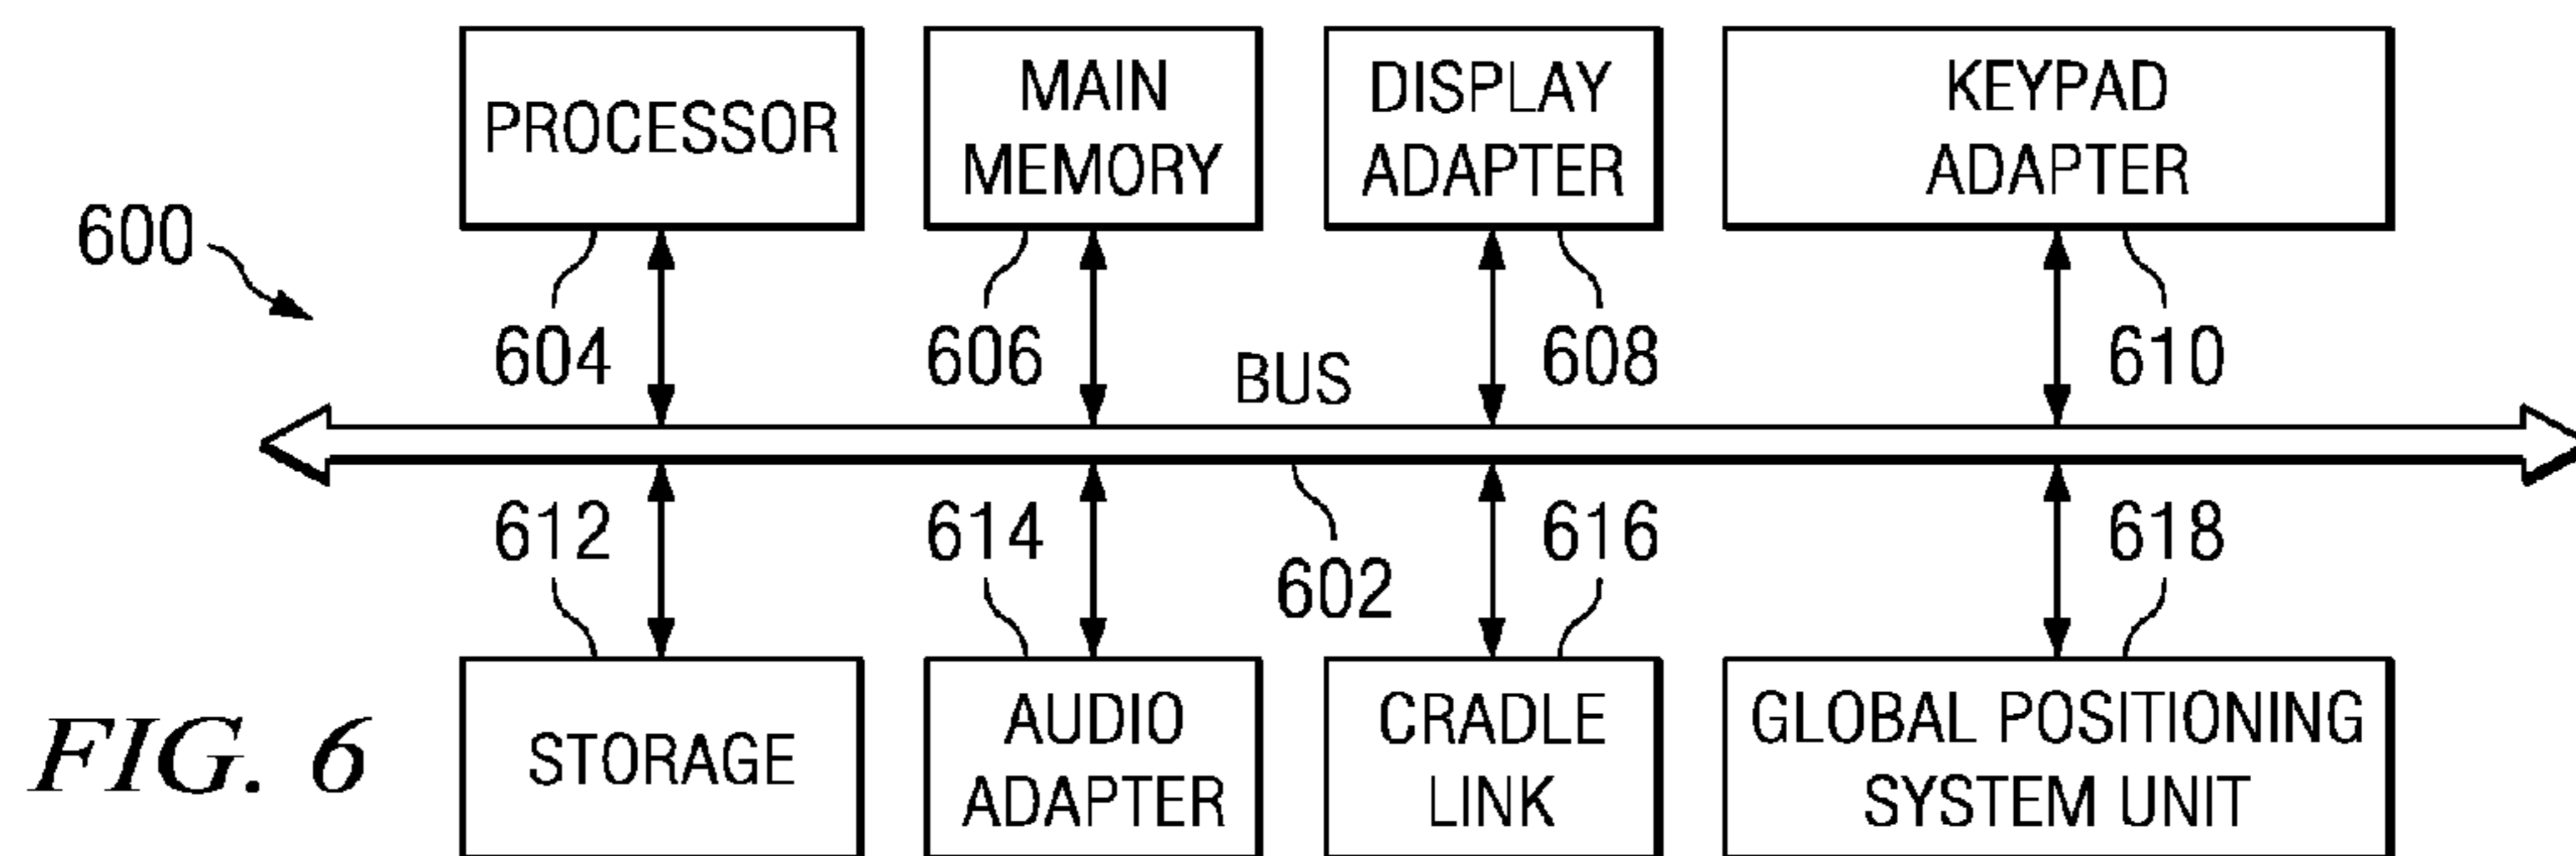 PROCESSOR
MAIN
MEMORY
DISPLAY
ADAPTER
KEYPAD
ADAPTER
600
604
606
BUS
608
610
612
614
602
616
618
FIG. 6
STORAGE
AUDIO
ADAPTER
CRADLE
LINK
GLOBAL POSITIONING
SYSTEM UNIT